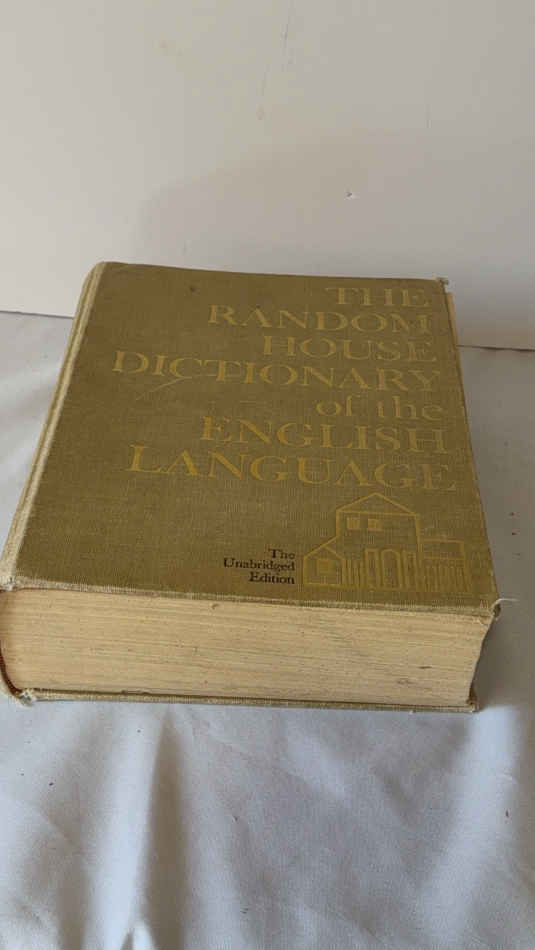 THE
RANDOM
HOUSE
DICTIONARY
of the
ENGLISH
LANGUAGE
The
Unabridged
Edition